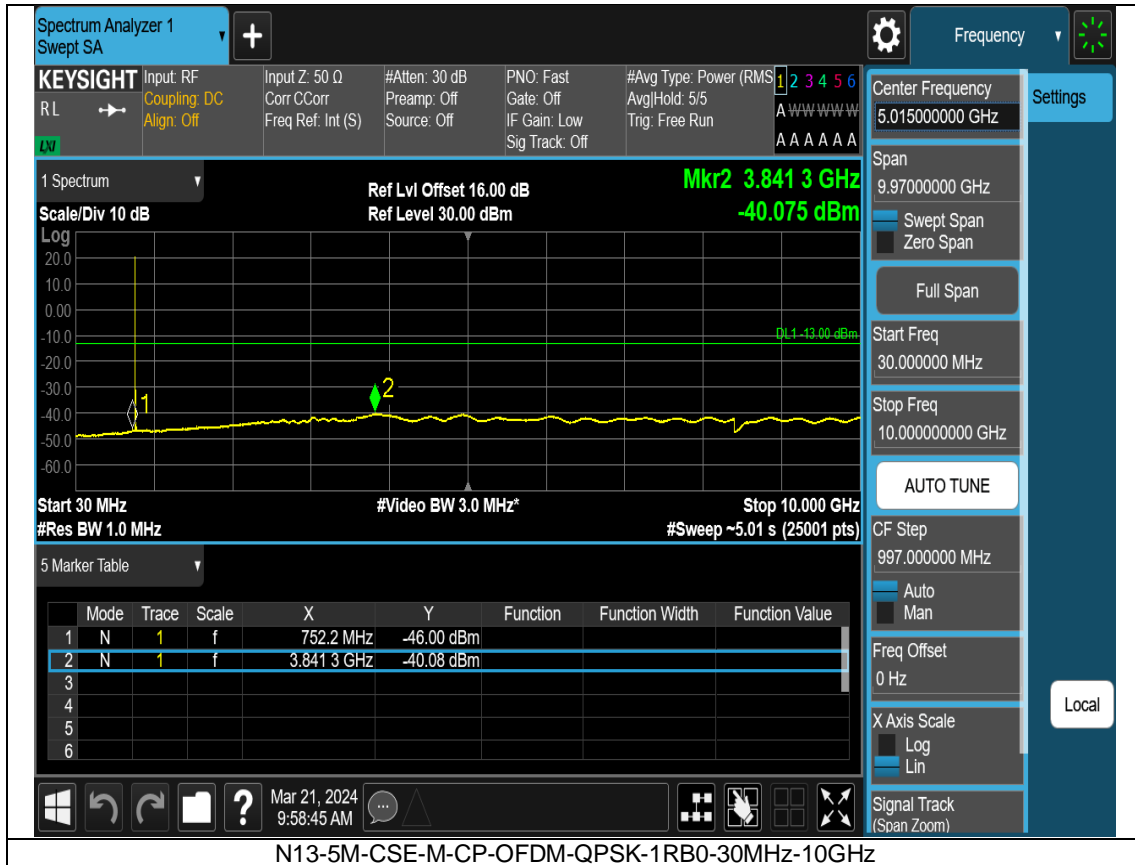 Spectrum Analyzer 1
Swept SA
+
Frequency
KEYSIGHT
RL
LXI
Input: RF
Coupling: DC
Align: Off
Input Z: 50 Ω
Corr CCorr
Freq Ref: Int (S)
#Atten: 30 dB
Preamp: Off
Source: Off
PNO: Fast
Gate: Off
IF Gain: Low
Sig Track: Off
#Avg Type: Power (RMS
Avg|Hold: 5/5
Trig: Free Run
1 2 3 4 5 6
A W W W W W
A A A A A A
1 Spectrum
Scale/Div 10 dB
Ref Lvl Offset 16.00 dB
Ref Level 30.00 dBm
Mkr2 3.841 3 GHz
-40.075 dBm
Log
20.0
10.0
0.00
-10.0
-20.0
-30.0
-40.0
-50.0
-60.0
DL1 -13.00 dBm
1
2
Start 30 MHz
#Res BW 1.0 MHz
#Video BW 3.0 MHz*
Stop 10.000 GHz
#Sweep ~5.01 s (25001 pts)
5 Marker Table
Mode Trace Scale X Y Function Function Width Function Value
1 N 1 f 752.2 MHz -46.00 dBm
2 N 1 f 3.841 3 GHz -40.08 dBm
3
4
5
6
Center Frequency
5.015000000 GHz
Settings
Span
9.97000000 GHz
Swept Span
Zero Span
Full Span
Start Freq
30.000000 MHz
Stop Freq
10.000000000 GHz
AUTO TUNE
CF Step
997.000000 MHz
Auto
Man
Freq Offset
0 Hz
X Axis Scale
Log
Lin
Local
Signal Track
(Span Zoom)
?
Mar 21, 2024
9:58:45 AM
N13-5M-CSE-M-CP-OFDM-QPSK-1RB0-30MHz-10GHz